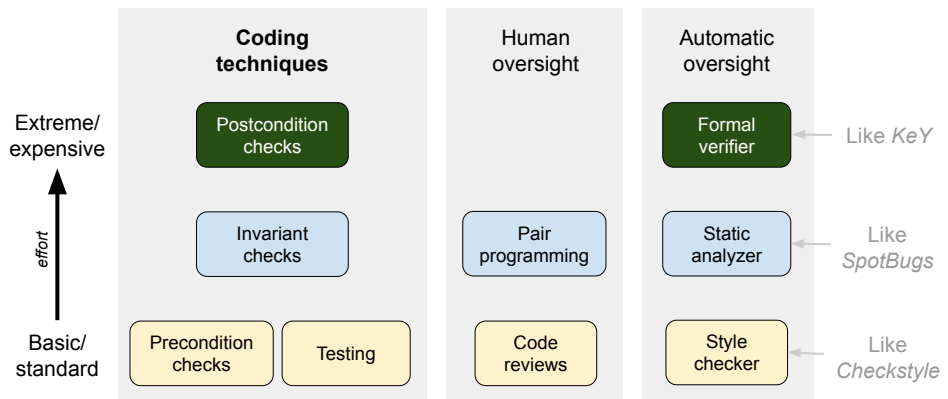 Coding
techniques
Human
oversight
Automatic
oversight
Extreme/
expensive
Postcondition
checks
Formal
verifier
Like KeY
effort
Invariant
checks
Pair
programming
Static
analyzer
Like
SpotBugs
Basic/
standard
Precondition
checks
Testing
Code
reviews
Style
checker
Like
Checkstyle